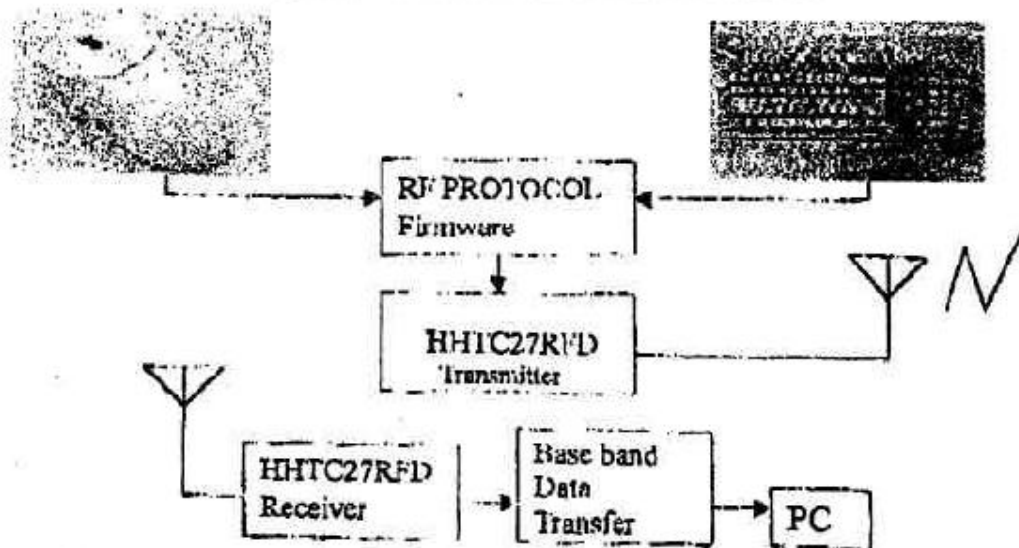 RF PROTOCOL
Firmware
HHTC27RFD
Transmitter
HHTC27RFD
Receiver
Base band
Data
Transfer
PC